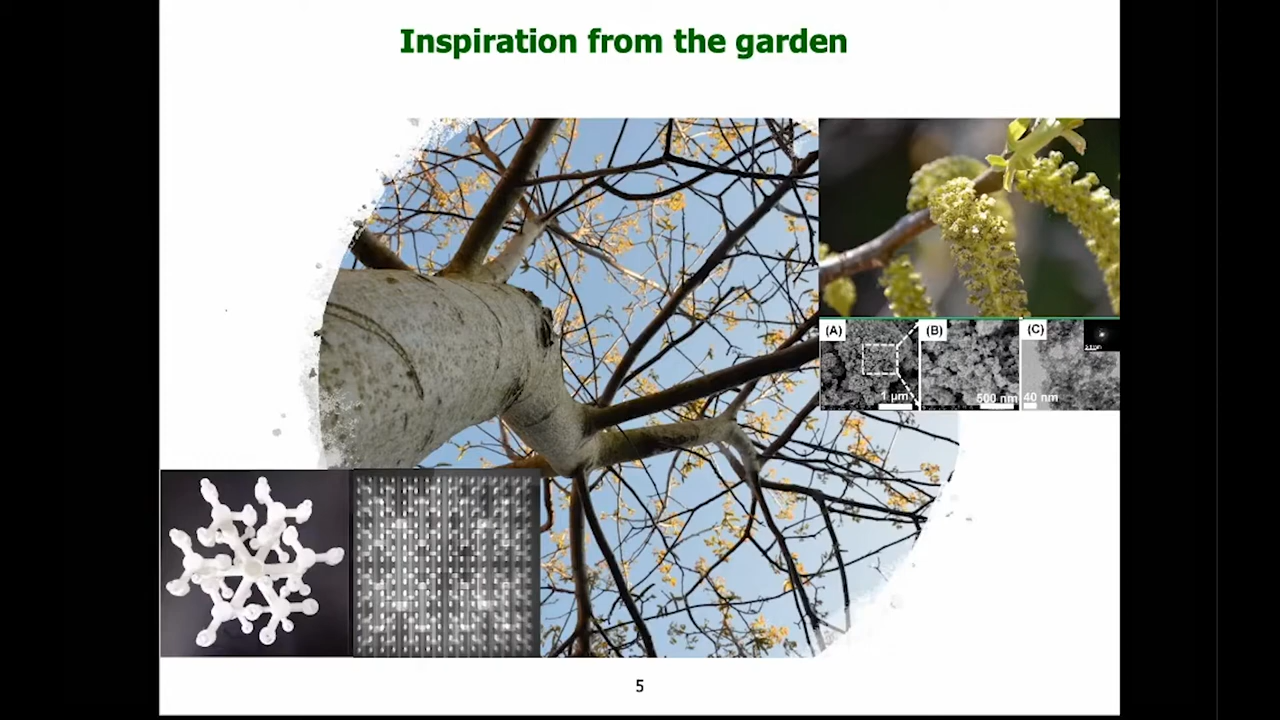 Inspiration from the garden
(A) (B) (C)
1 μm 500 nm 40 nm
5